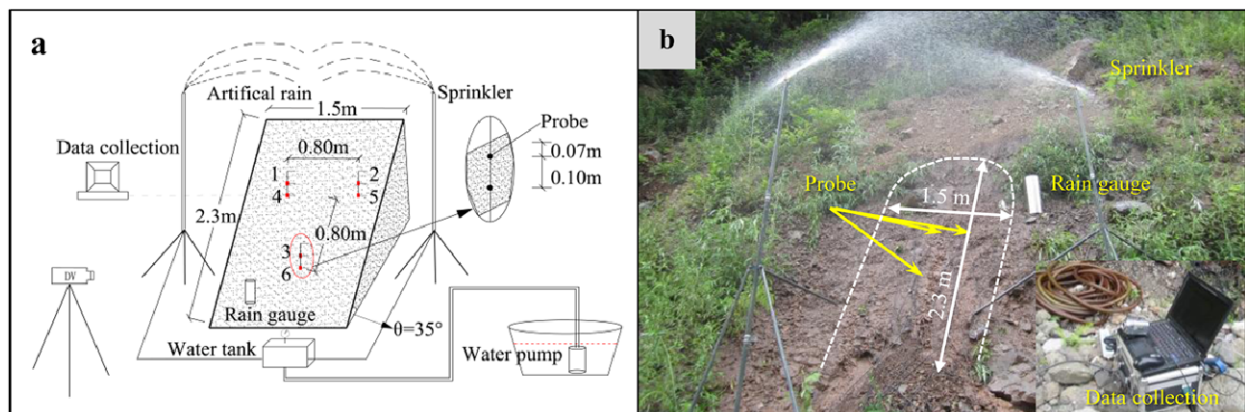 a
Artifical rain
1.5m
Sprinkler
Probe
0.80m
0.07m
0.10m
Data collection
1
2
4
5
2.3m
0.80m
3
6
DV
Rain gauge
θ=35°
Water tank
Water pump
b
Sprinkler
Probe
Rain gauge
1.5 m
2.3 m
Data collection